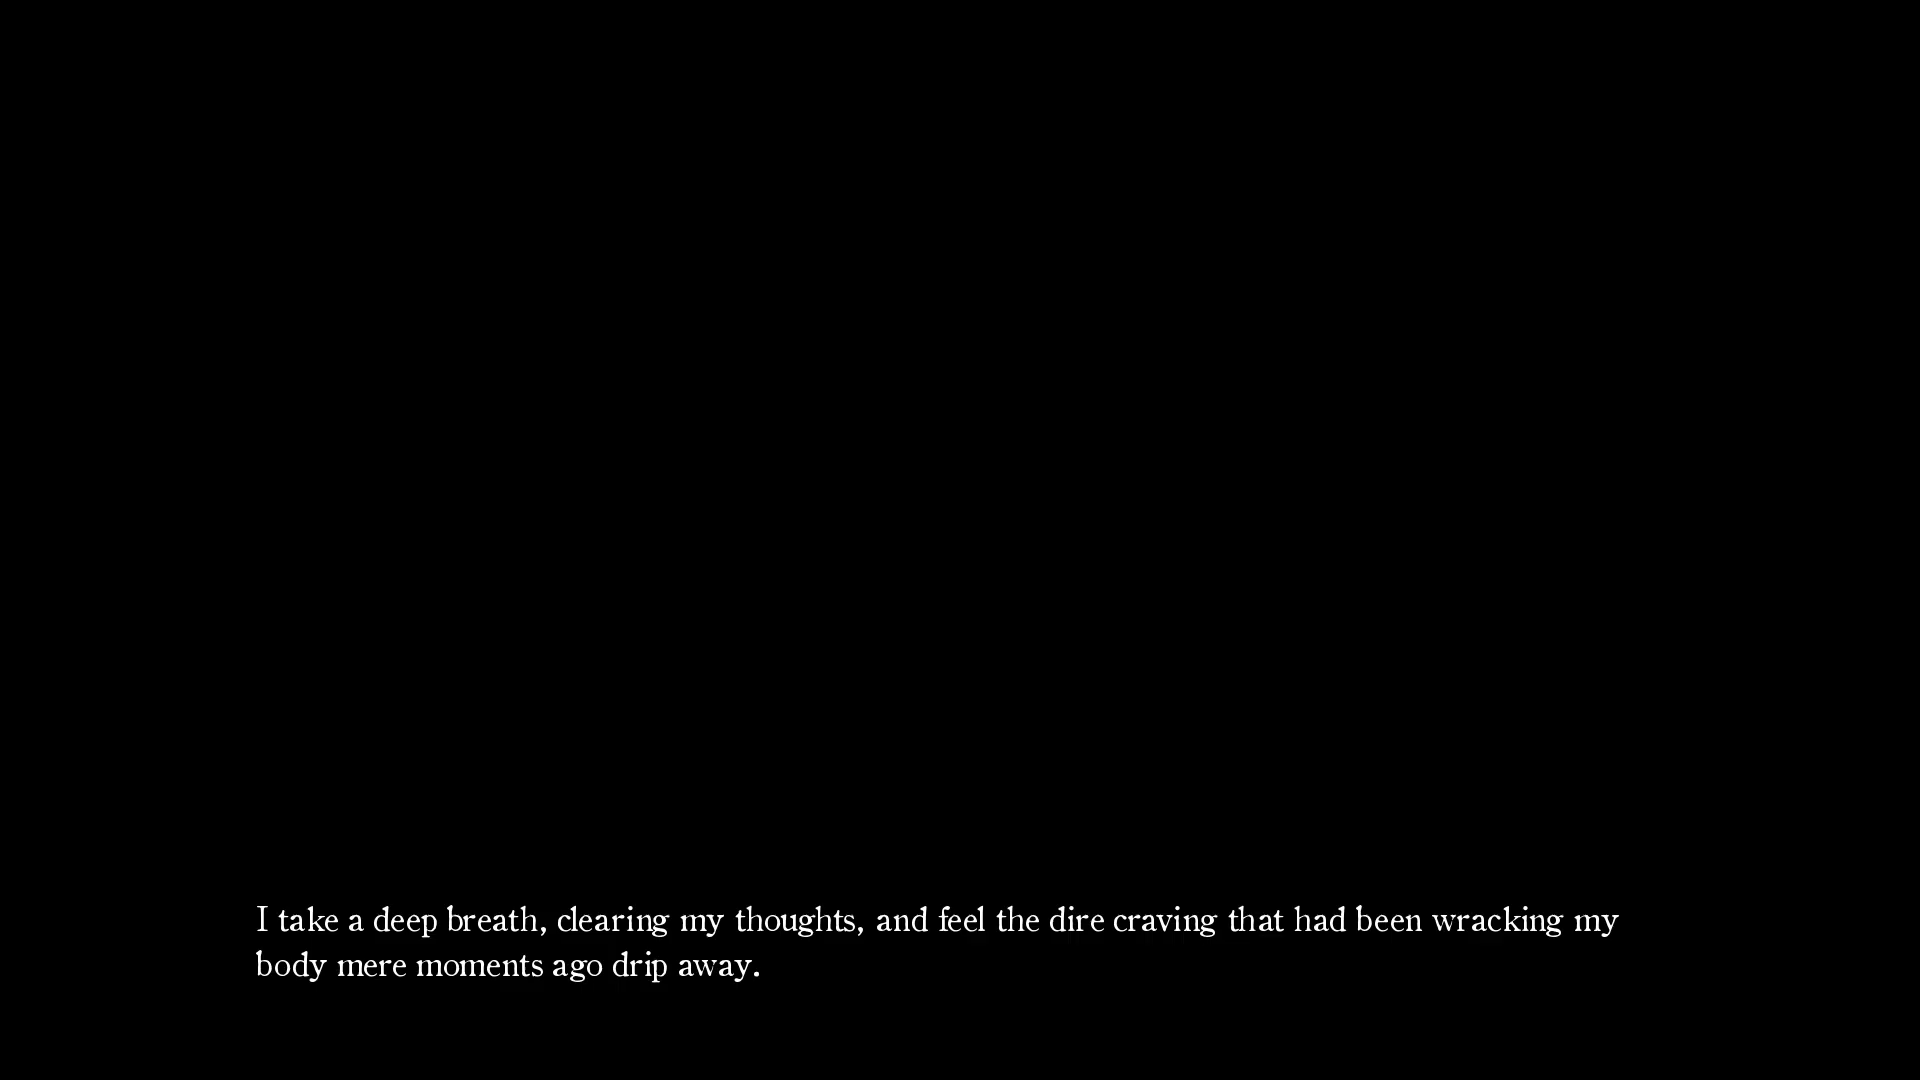 I take a deep breath, clearing my thoughts, and feel the dire craving that had been wracking my
body mere moments ago drip away.